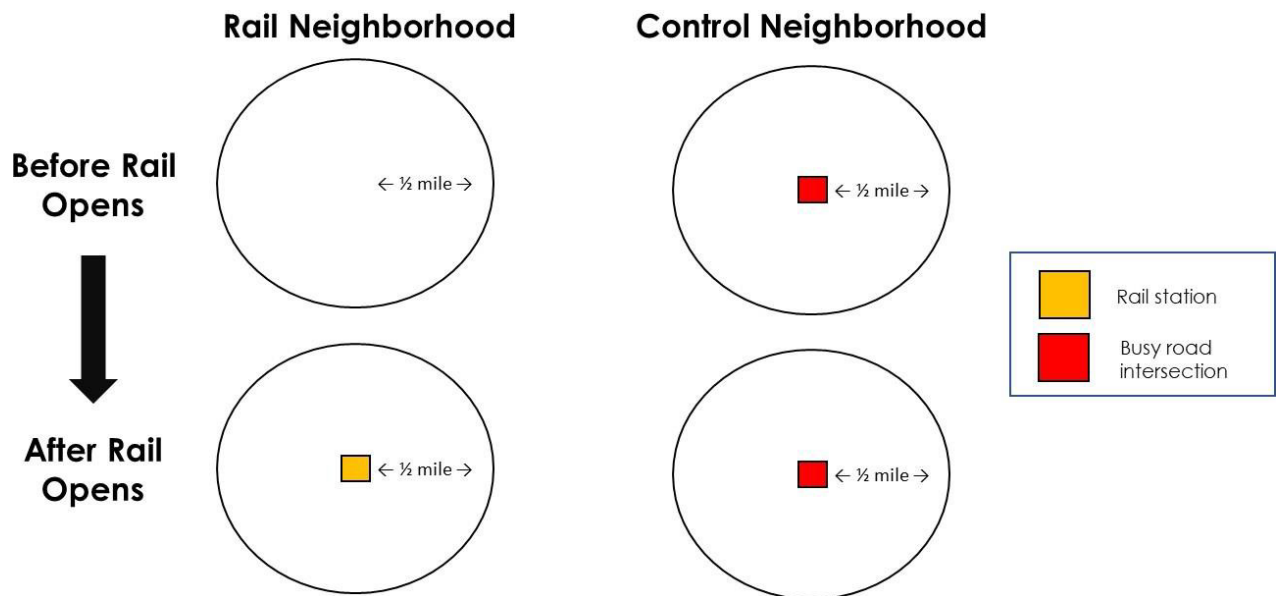 Rail Neighborhood
Control Neighborhood
Before Rail
Opens
← ½ mile →
← ½ mile →
Rail station
Busy road
intersection
After Rail
Opens
← ½ mile →
← ½ mile →